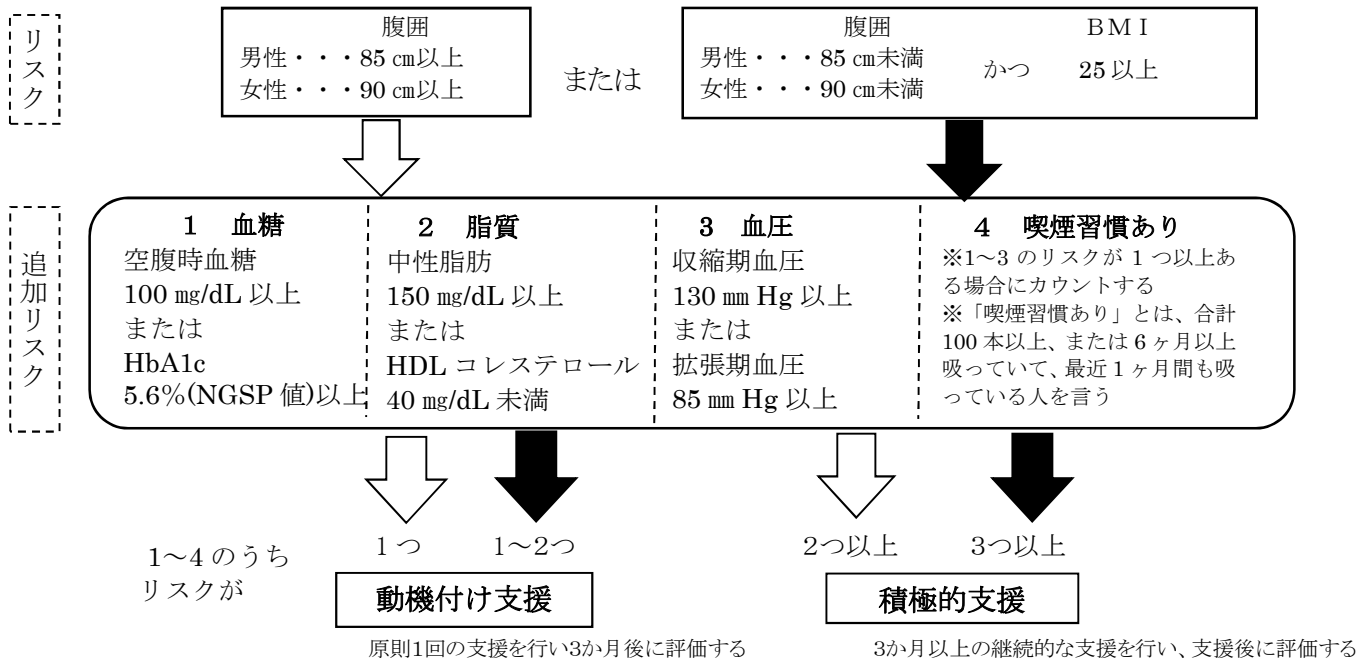 リスク
腹囲
男性・・・85 ㎝以上
女性・・・90 ㎝以上
または
腹囲
男性・・・85 ㎝未満
女性・・・90 ㎝未満
かつ
ＢＭＩ
25 以上
追加リスク
1 血糖
空腹時血糖
100 ㎎/dL 以上
または
HbA1c
5.6%(NGSP 値)以上
2 脂質
中性脂肪
150 ㎎/dL 以上
または
HDL コレステロール
40 ㎎/dL 未満
3 血圧
収縮期血圧
130 ㎜ Hg 以上
または
拡張期血圧
85 ㎜ Hg 以上
4 喫煙習慣あり
※1～3 のリスクが 1 つ以上あ
る場合にカウントする
※「喫煙習慣あり」とは、合計
100 本以上、または 6 ヶ月以上
吸っていて、最近 1 ヶ月間も吸
っている人を言う
1～4 のうち
リスクが
1 つ
1～2つ
2つ以上
3つ以上
動機付け支援
積極的支援
原則1回の支援を行い3か月後に評価する
3か月以上の継続的な支援を行い、支援後に評価する